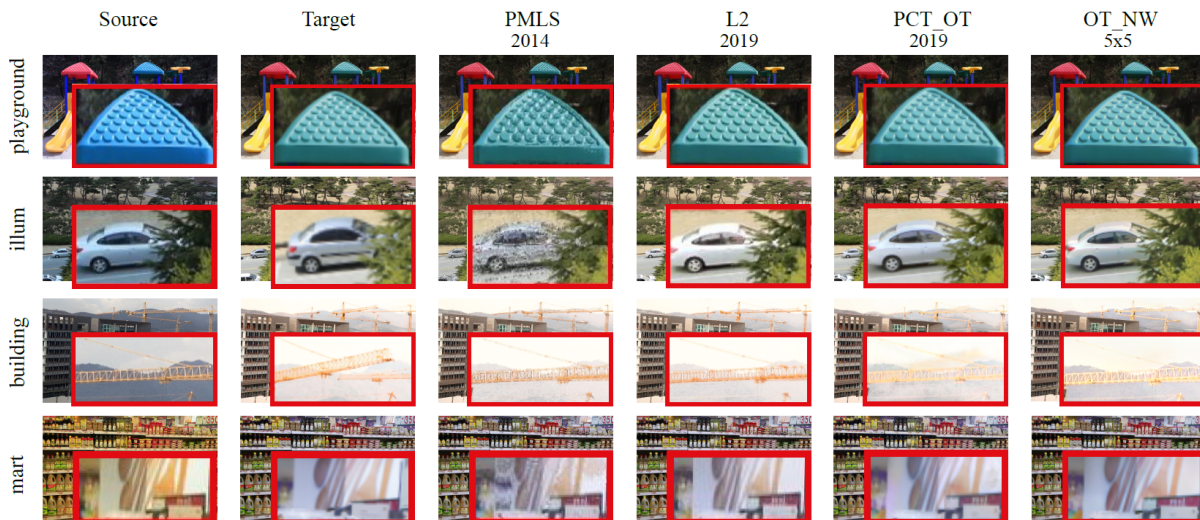 Source Target PMLS L2 PCT_OT OT_NW
2014 2019 2019 5x5
playground
illum
building
mart